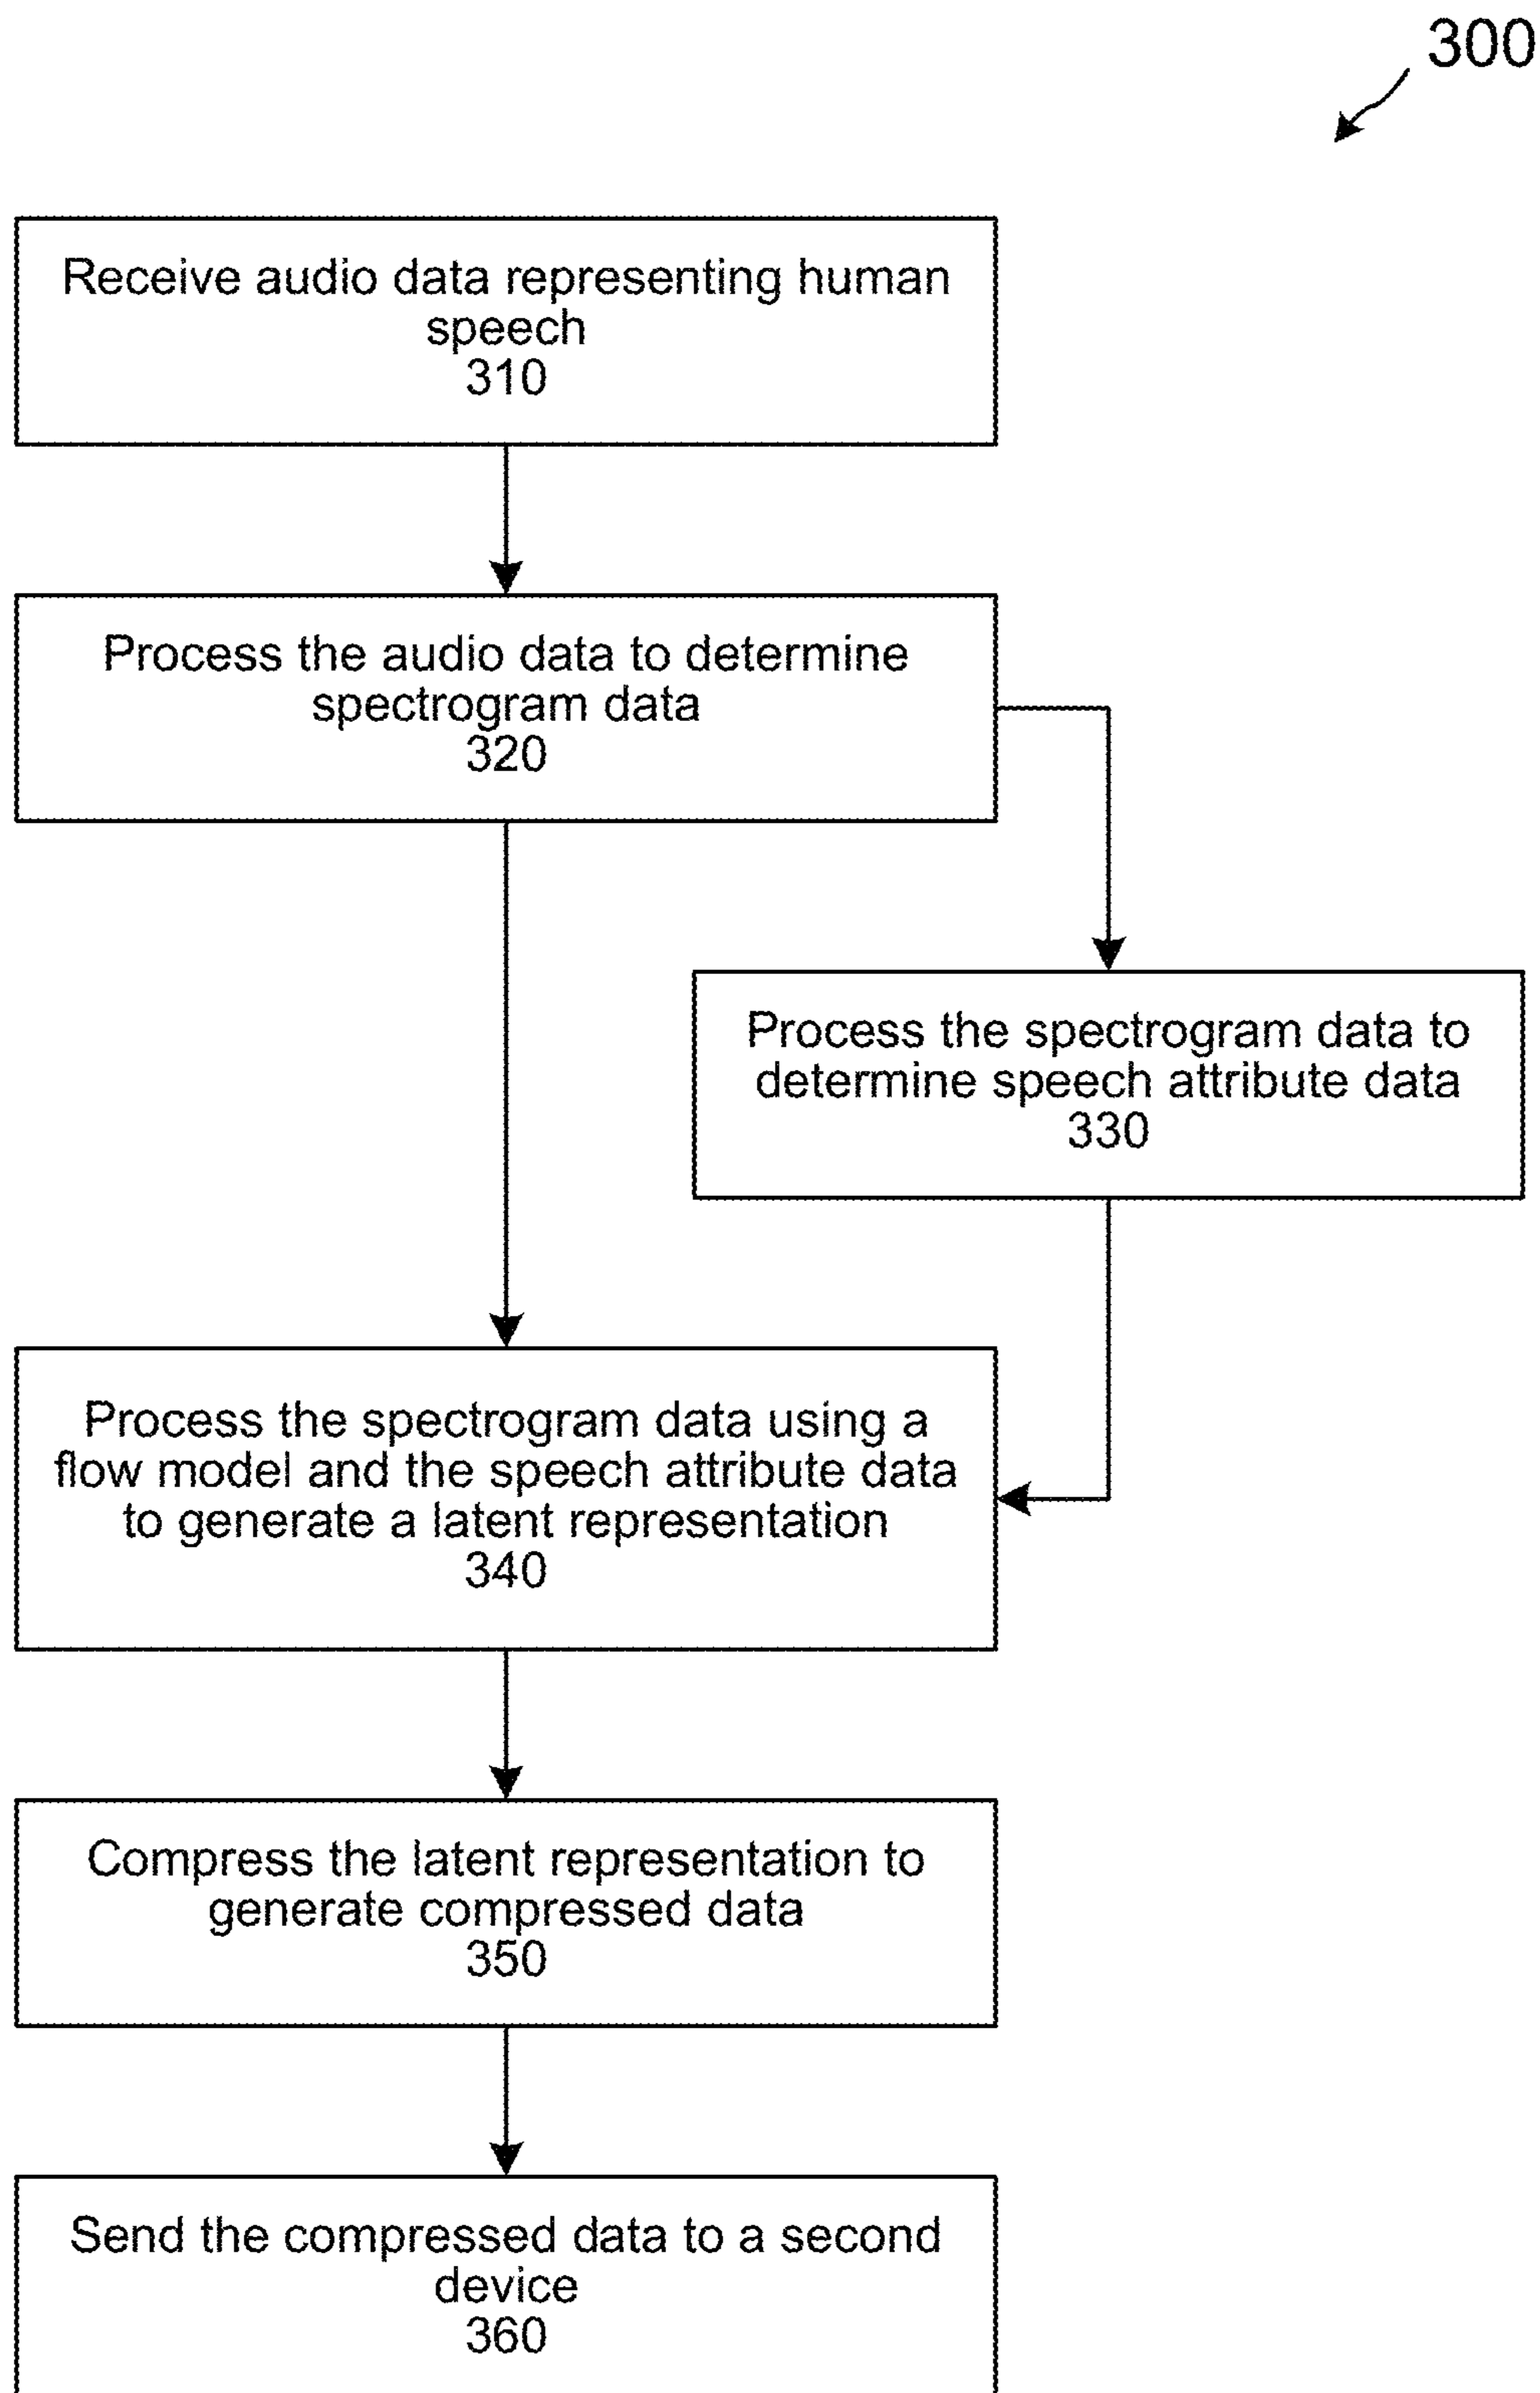 300
Receive audio data representing human
speech
310
Process the audio data to determine
spectrogram data
320
Process the spectrogram data to
determine speech attribute data
330
Process the spectrogram data using a
flow model and the speech attribute data
to generate a latent representation
340
Compress the latent representation to
generate compressed data
350
Send the compressed data to a second
device
360